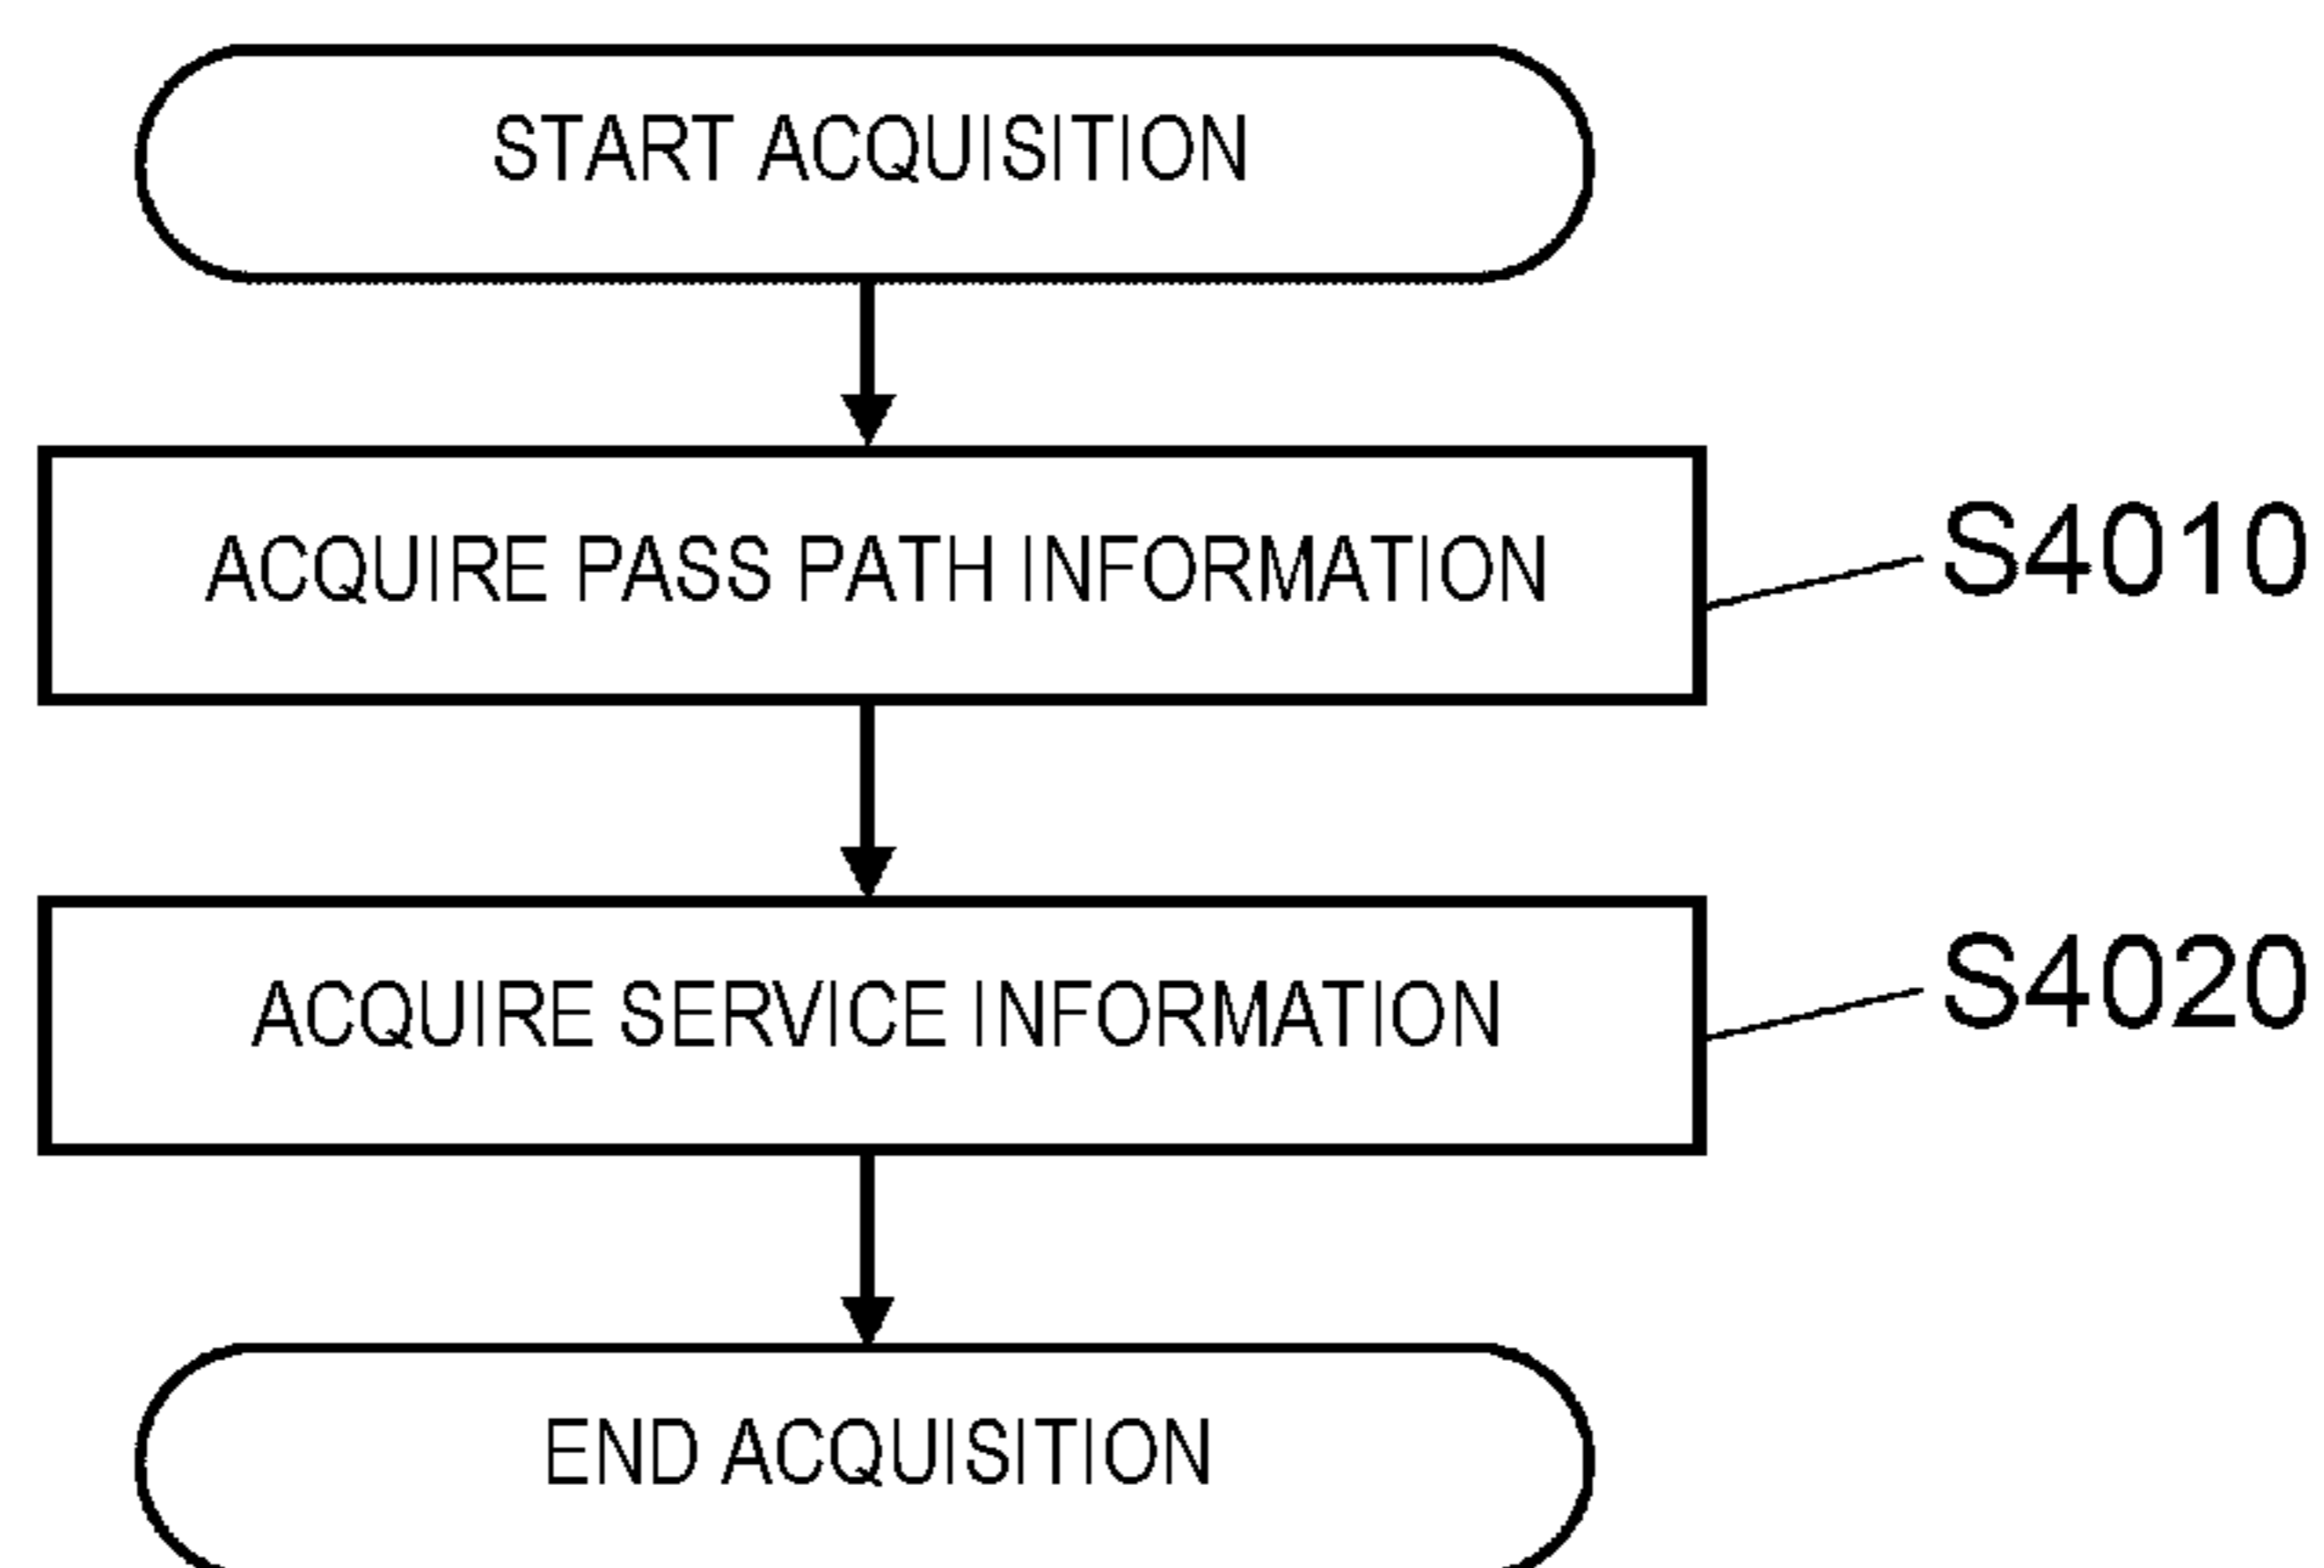 START ACQUISITION
ACQUIRE PASS PATH INFORMATION
S4010
ACQUIRE SERVICE INFORMATION
S4020
END ACQUISITION